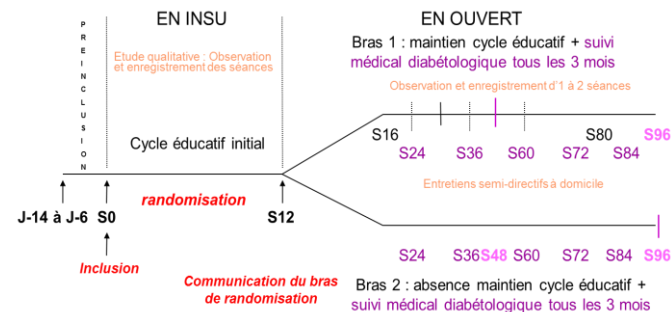 EN INSU
EN OUVERT
PREINCLUSION
Etude qualitative : Observation
et enregistrement des séances
Bras 1 : maintien cycle éducatif + suivi
médical diabétologique tous les 3 mois
Observation et enregistrement d'1 à 2 séances
Cycle éducatif initial
S16 S80 S96
S24 S36 S60 S72 S84
randomisation
Entretiens semi-directifs à domicile
J-14 à J-6 S0 S12
S24 S36 S48 S60 S72 S84 S96
Inclusion
Communication du bras
de randomisation
Bras 2 : absence maintien cycle éducatif +
suivi médical diabétologique tous les 3 mois